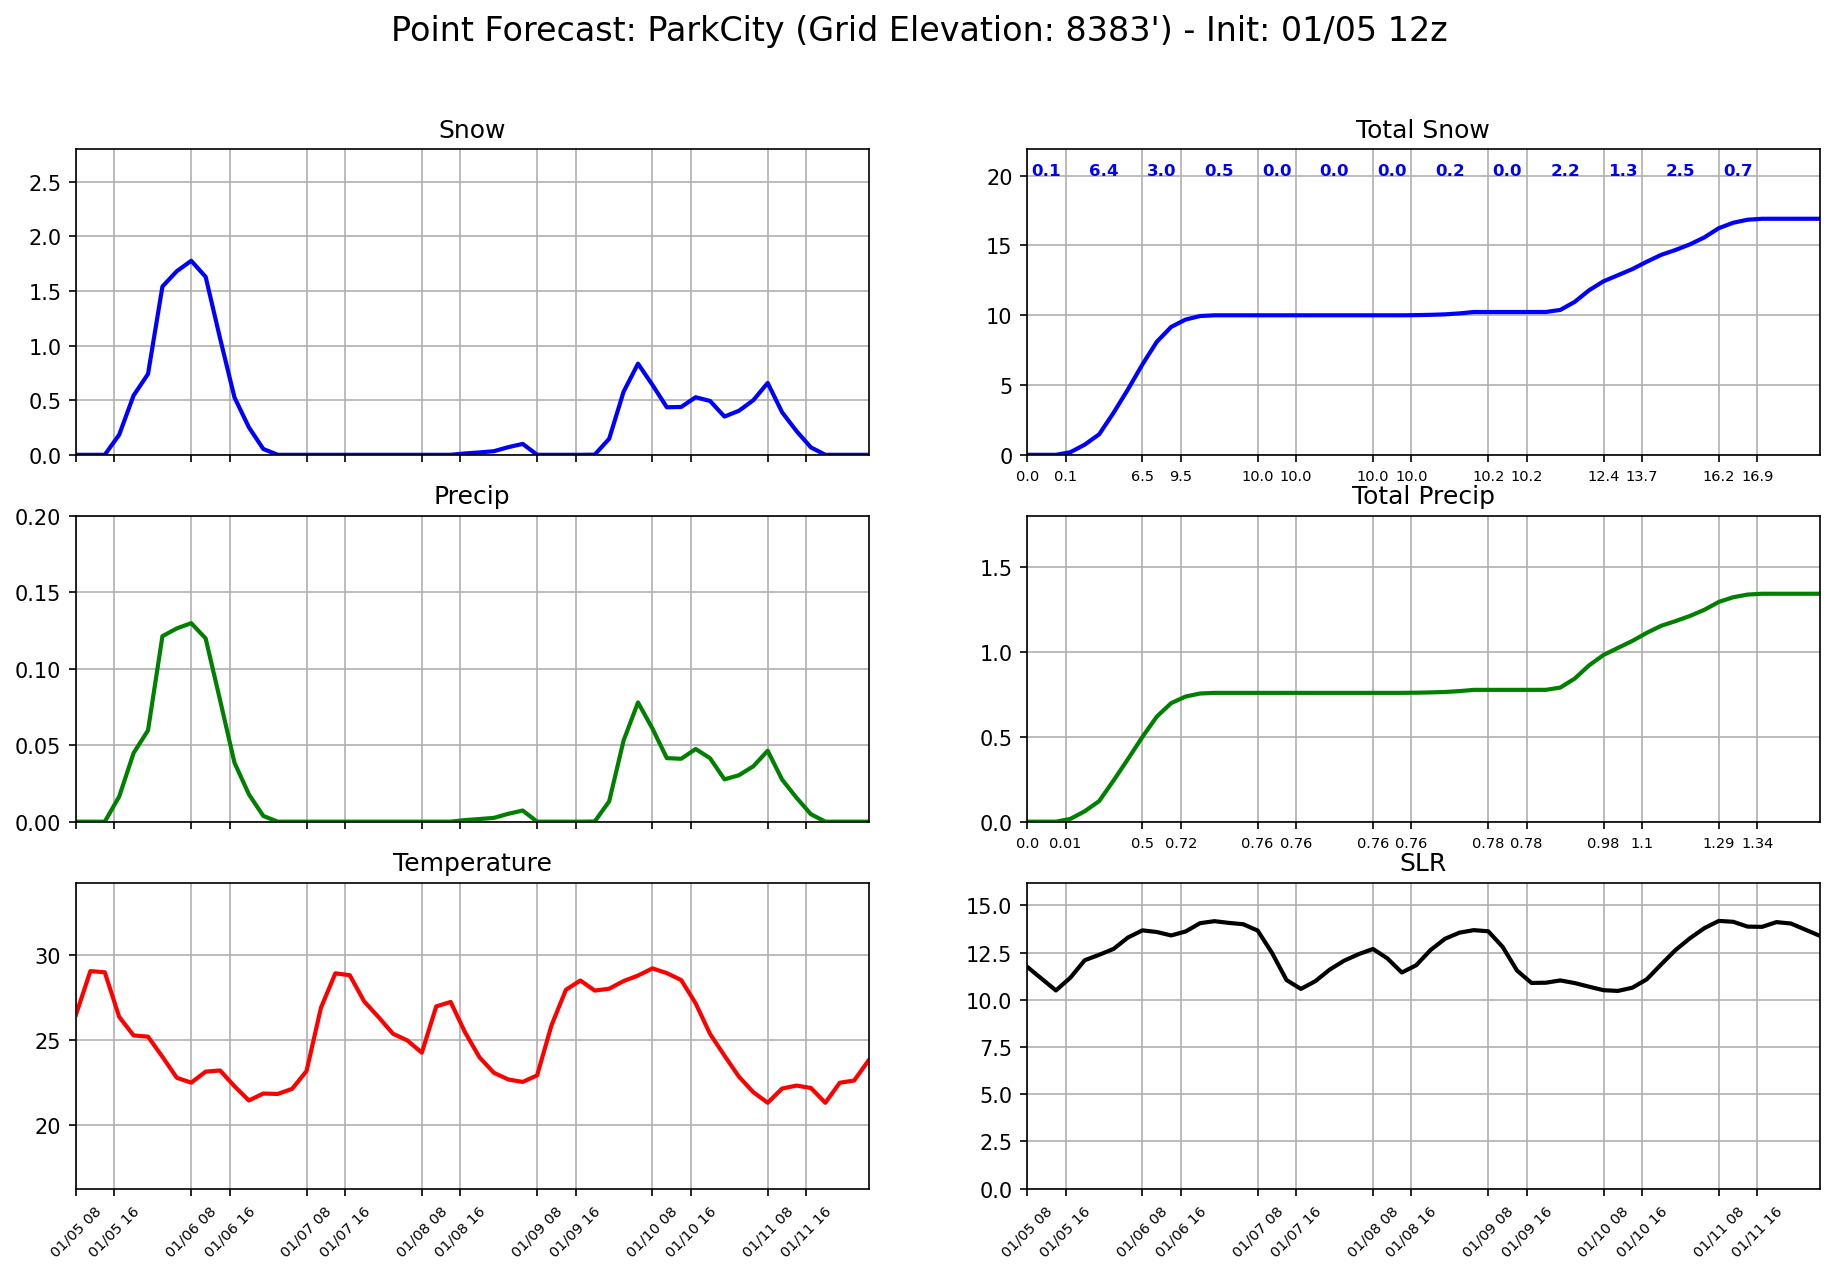 Point Forecast: ParkCity (Grid Elevation: 8383') - Init: 01/05 12z
Snow
2.5
2.0
1.5
1.0
0.5
0.0
Total Snow
0.1 6.4 3.0 0.5 0.0 0.0 0.0 0.2 0.0 2.2 1.3 2.5 0.7
20
15
10
5
0
0.0 0.1 6.5 9.5 10.0 10.0 10.0 10.0 10.2 10.2 12.4 13.7 16.2 16.9
Precip
0.20
0.15
0.10
0.05
0.00
Total Precip
1.5
1.0
0.5
0.0
0.0 0.01 0.5 0.72 0.76 0.76 0.76 0.76 0.78 0.78 0.98 1.1 1.29 1.34
Temperature
30
25
20
01/05 08 01/05 16 01/06 08 01/06 16 01/07 08 01/07 16 01/08 08 01/08 16 01/09 08 01/09 16 01/10 08 01/10 16 01/11 08 01/11 16
SLR
15.0
12.5
10.0
7.5
5.0
2.5
0.0
01/05 08 01/05 16 01/06 08 01/06 16 01/07 08 01/07 16 01/08 08 01/08 16 01/09 08 01/09 16 01/10 08 01/10 16 01/11 08 01/11 16